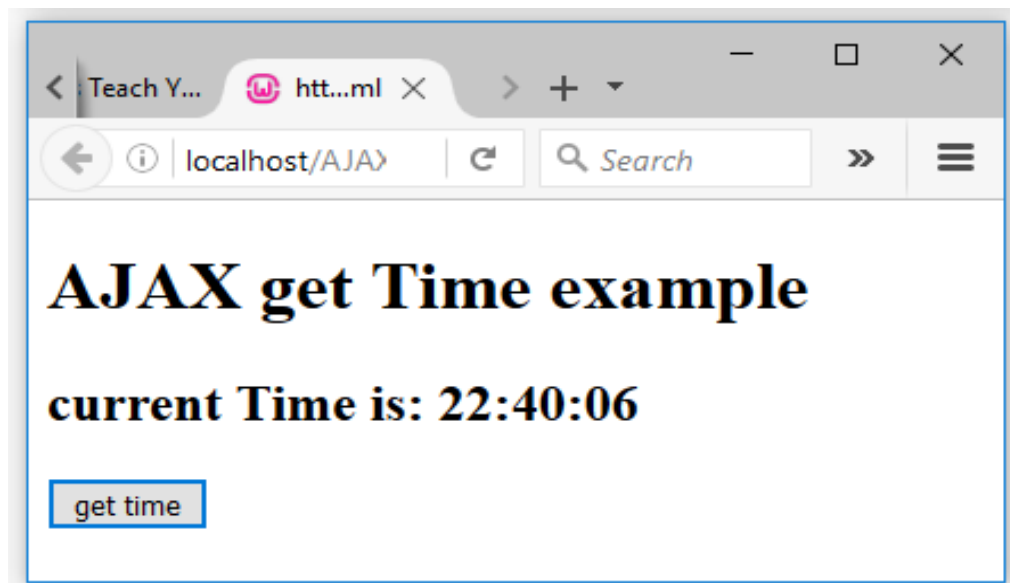 Teach Y... htt...ml
localhost/AJAX Search
AJAX get Time example
current Time is: 22:40:06
get time